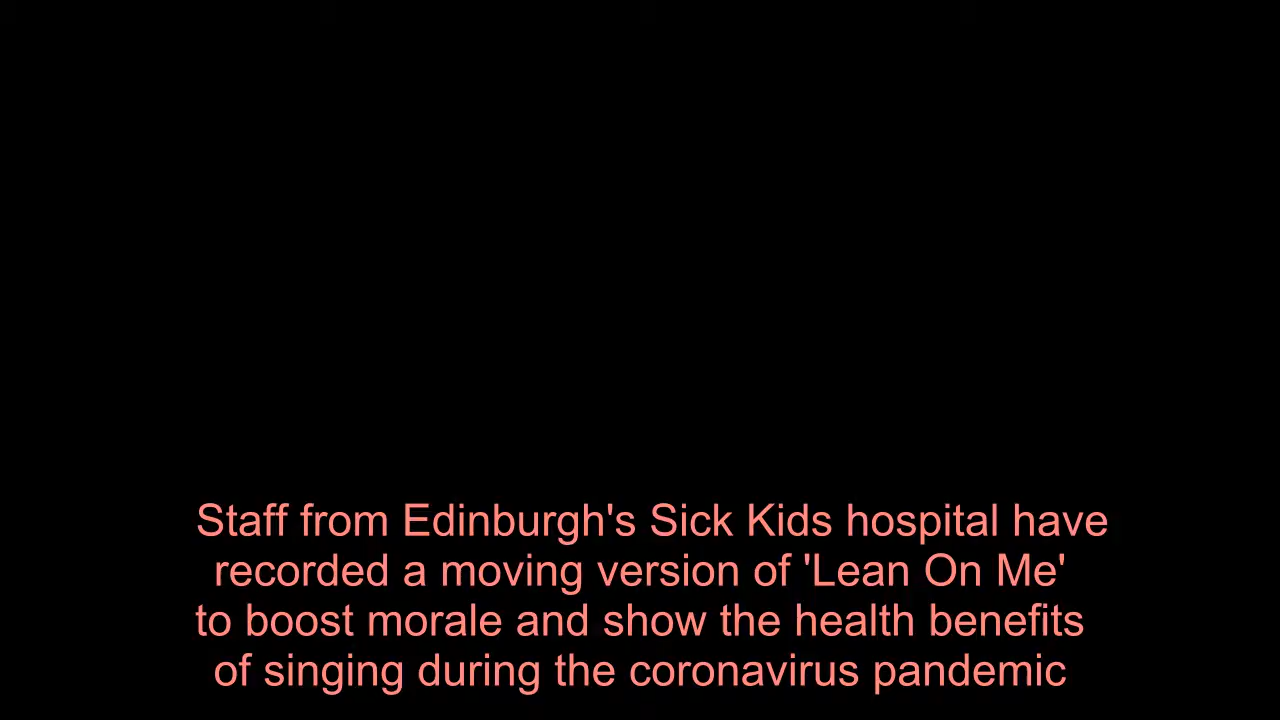 Staff from Edinburgh's Sick Kids hospital have
recorded a moving version of 'Lean On Me'
to boost morale and show the health benefits
of singing during the coronavirus pandemic